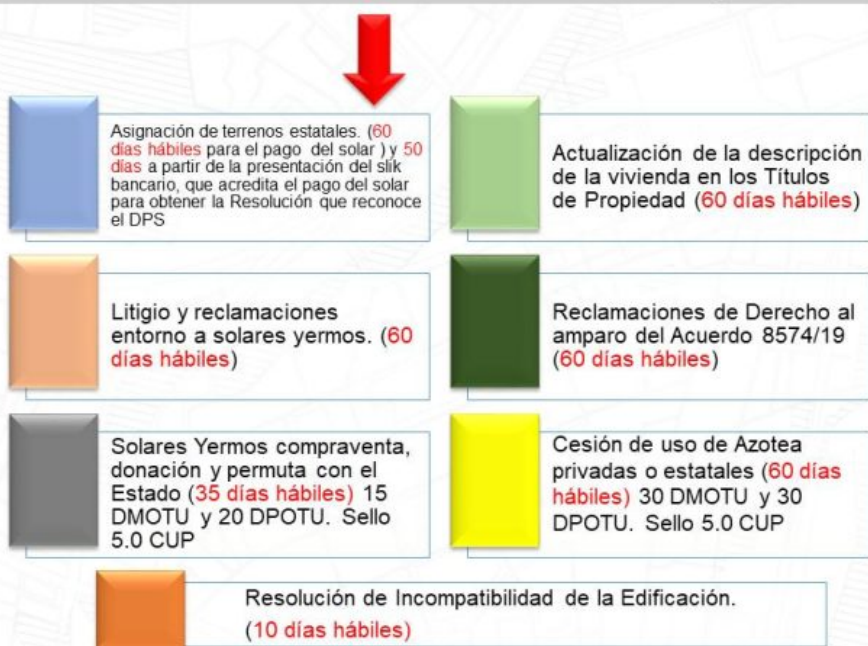 Asignación de terrenos estatales. (60
días hábiles para el pago del solar ) y 50
días a partir de la presentación del slik
bancario, que acredita el pago del solar
para obtener la Resolución que reconoce
el DPS
Actualización de la descripción
de la vivienda en los Títulos
de Propiedad (60 días hábiles)
Litigio y reclamaciones
entorno a solares yermos. (60
días hábiles)
Reclamaciones de Derecho al
amparo del Acuerdo 8574/19
(60 días hábiles)
Solares Yermos compraventa,
donación y permuta con el
Estado (35 días hábiles) 15
DMOTU y 20 DPOTU. Sello
5.0 CUP
Cesión de uso de Azotea
privadas o estatales (60 días
hábiles) 30 DMOTU y 30
DPOTU. Sello 5.0 CUP
Resolución de Incompatibilidad de la Edificación.
(10 días hábiles)